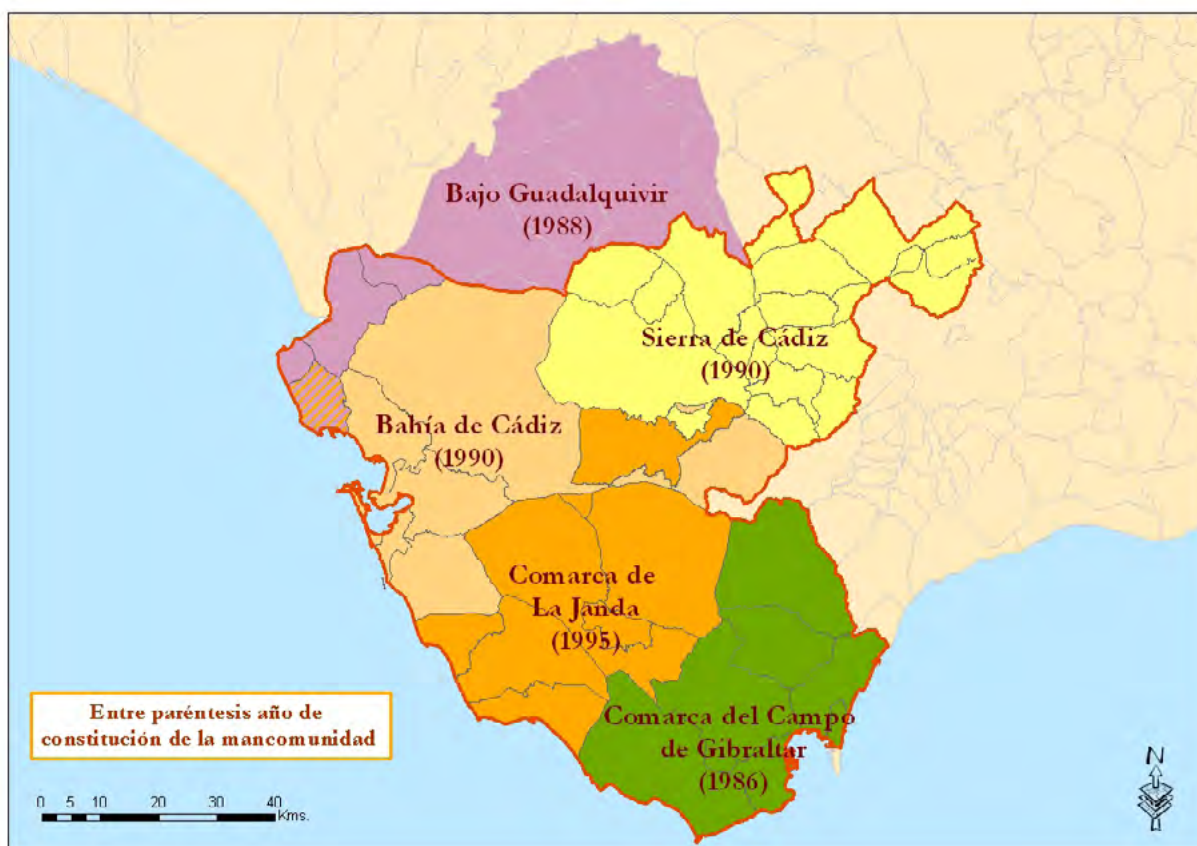 Bajo Guadalquivir
(1988)
Sierra de Cádiz
(1990)
Bahía de Cádiz
(1990)
Comarca de
La Janda
(1995)
Comarca del Campo
de Gibraltar
(1986)
Entre paréntesis año de
constitución de la mancomunidad
N
0 5 10 20 30 40
Kms.